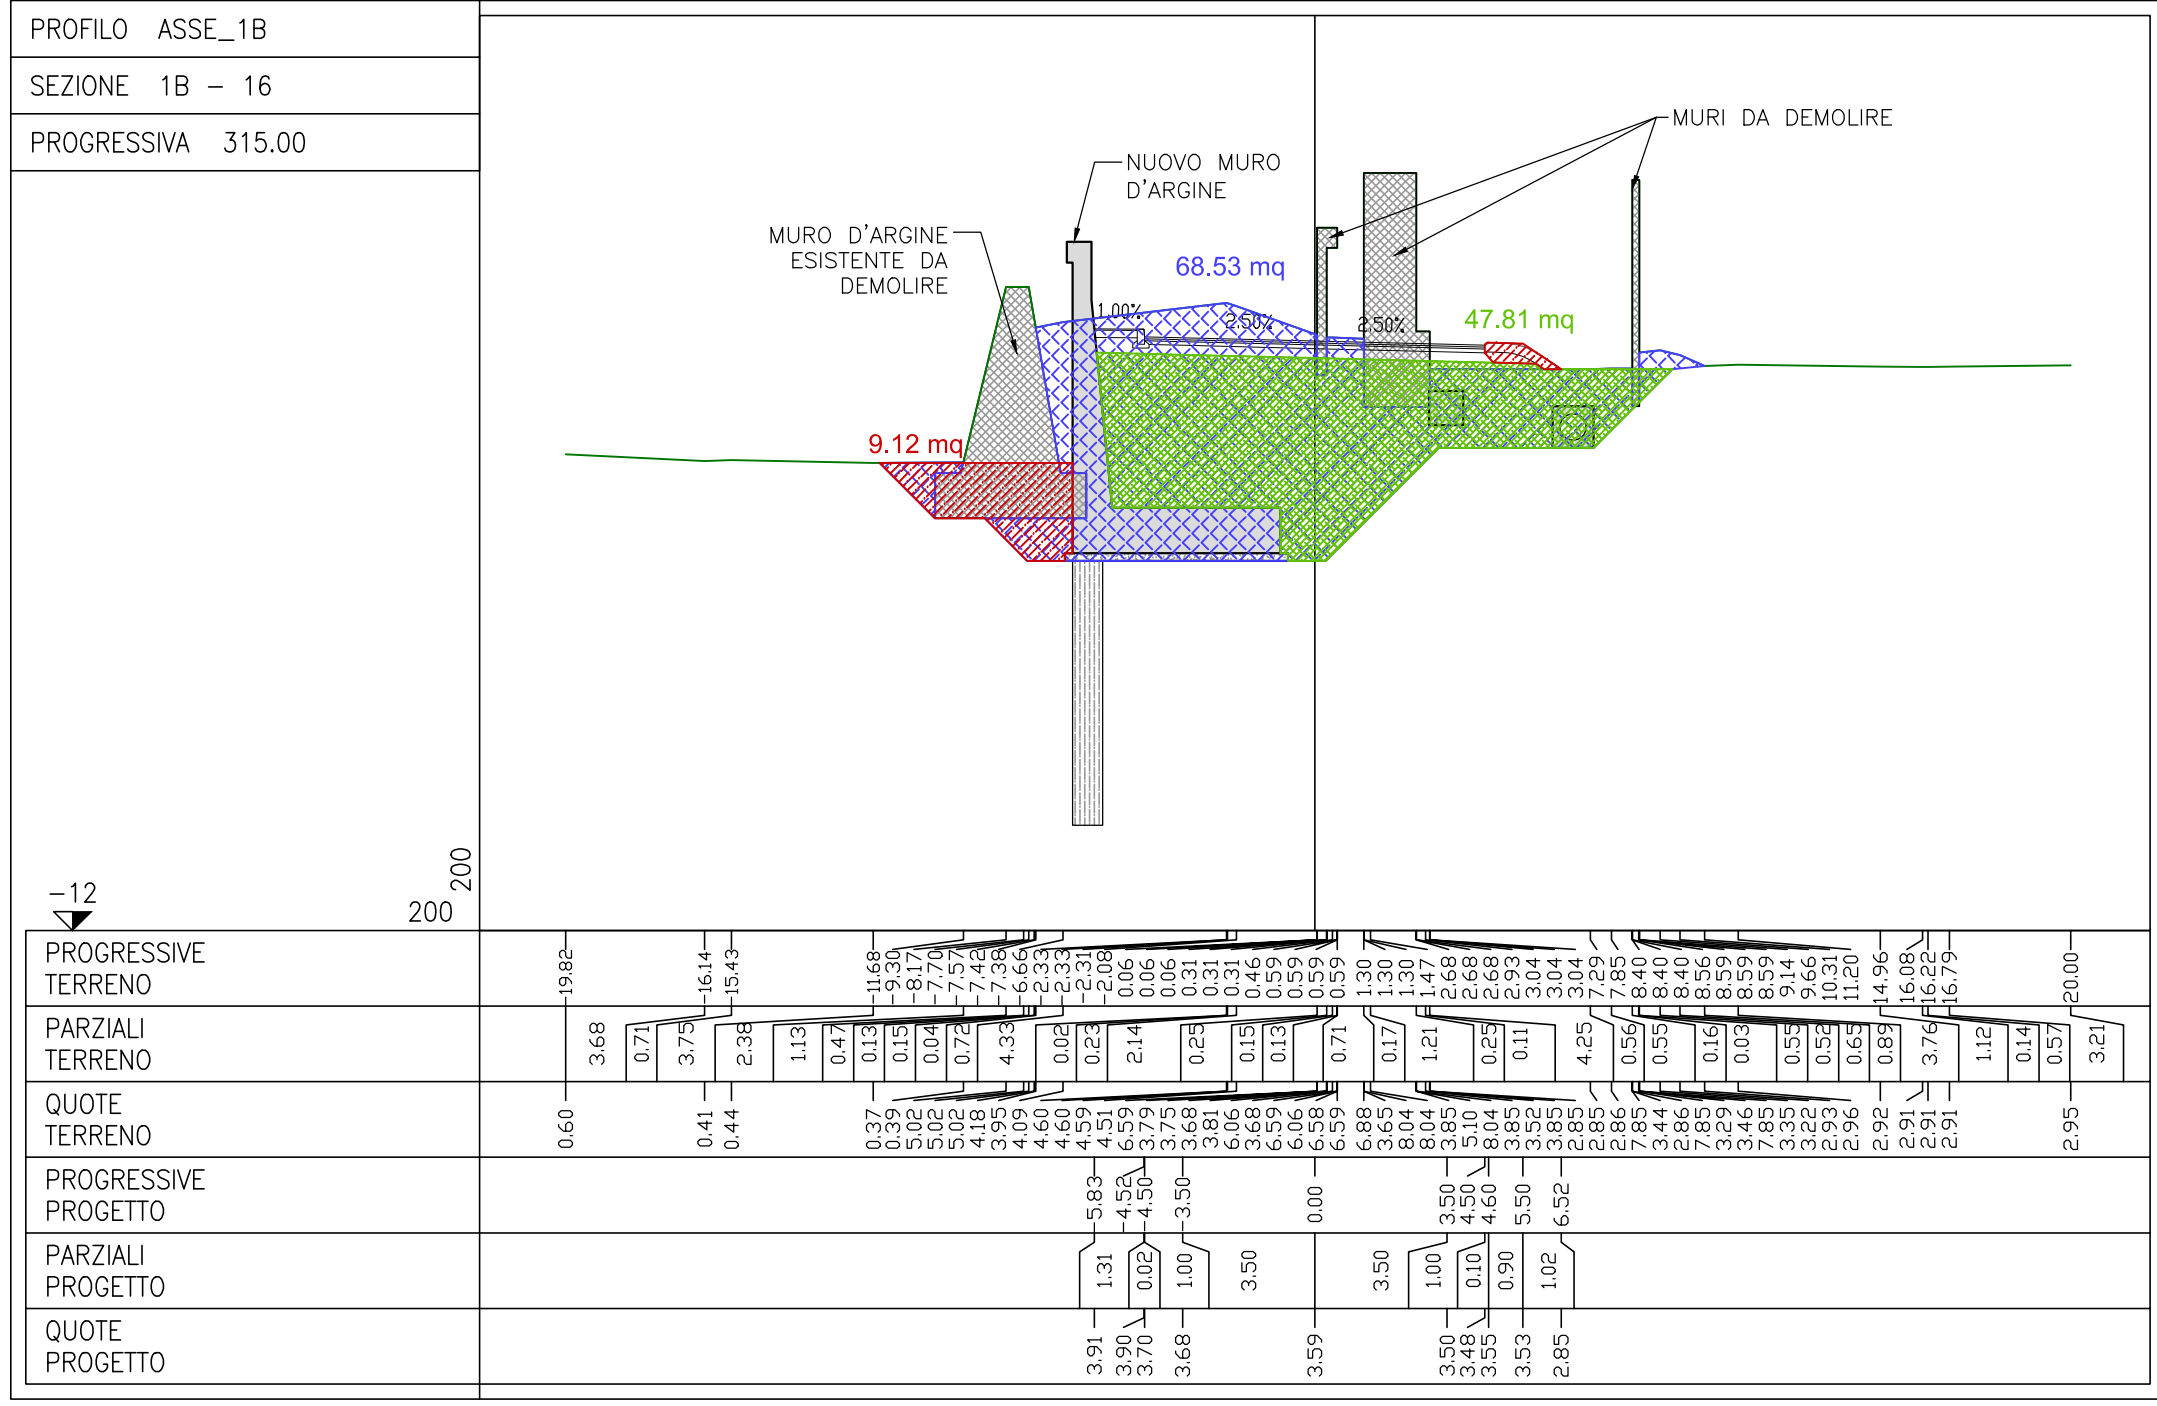 PROFILO ASSE_1B
SEZIONE 1B - 16
PROGRESSIVA 315.00
MURI DA DEMOLIRE
NUOVO MURO
D'ARGINE
MURO D'ARGINE
ESISTENTE DA
DEMOLIRE
68.53 mq
47.81 mq
9.12 mq
1.00%
2.50%
2.50%
-12
200
200
PROGRESSIVE
TERRENO
-19.82 -16.14 -15.43 -11.68 -9.30 -8.17 -7.70 -7.57 -7.42 -7.38 -6.66 -2.33 -2.33 -2.31 -2.08 0.06 0.06 0.06 0.31 0.31 0.31 0.46 0.59 0.59 0.59 0.59 1.30 1.30 1.30 1.47 2.68 2.68 2.68 2.93 3.04 3.04 3.04 7.29 7.85 8.40 8.40 8.40 8.56 8.59 8.59 8.59 9.14 9.66 10.31 11.20 14.96 16.08 16.22 16.79 20.00
PARZIALI
TERRENO
3.68 0.71 3.75 2.38 1.13 0.47 0.13 0.15 0.04 0.72 4.33 0.02 0.23 2.14 0.25 0.15 0.13 0.71 0.17 1.21 0.25 0.11 4.25 0.56 0.55 0.16 0.03 0.55 0.52 0.65 0.89 3.76 1.12 0.14 0.57 3.21
QUOTE
TERRENO
0.60 0.41 0.44 0.37 0.39 5.02 5.02 5.02 4.18 3.95 4.09 4.60 4.60 4.59 4.51 6.59 3.79 3.75 3.68 3.81 6.06 3.68 6.59 6.06 6.58 6.59 6.88 3.65 8.04 8.04 3.85 5.10 8.04 3.85 3.52 3.85 2.85 2.85 2.86 7.85 3.44 2.86 7.85 3.29 3.46 7.85 3.35 3.22 2.93 2.96 2.92 2.91 2.91 2.91 2.95
PROGRESSIVE
PROGETTO
-5.83 -4.52 -4.50 -3.50 0.00 3.50 4.50 4.60 5.50 6.52
PARZIALI
PROGETTO
1.31 0.02 1.00 3.50 3.50 1.00 0.10 0.90 1.02
QUOTE
PROGETTO
3.91 3.90 3.70 3.68 3.59 3.50 3.48 3.55 3.53 2.85